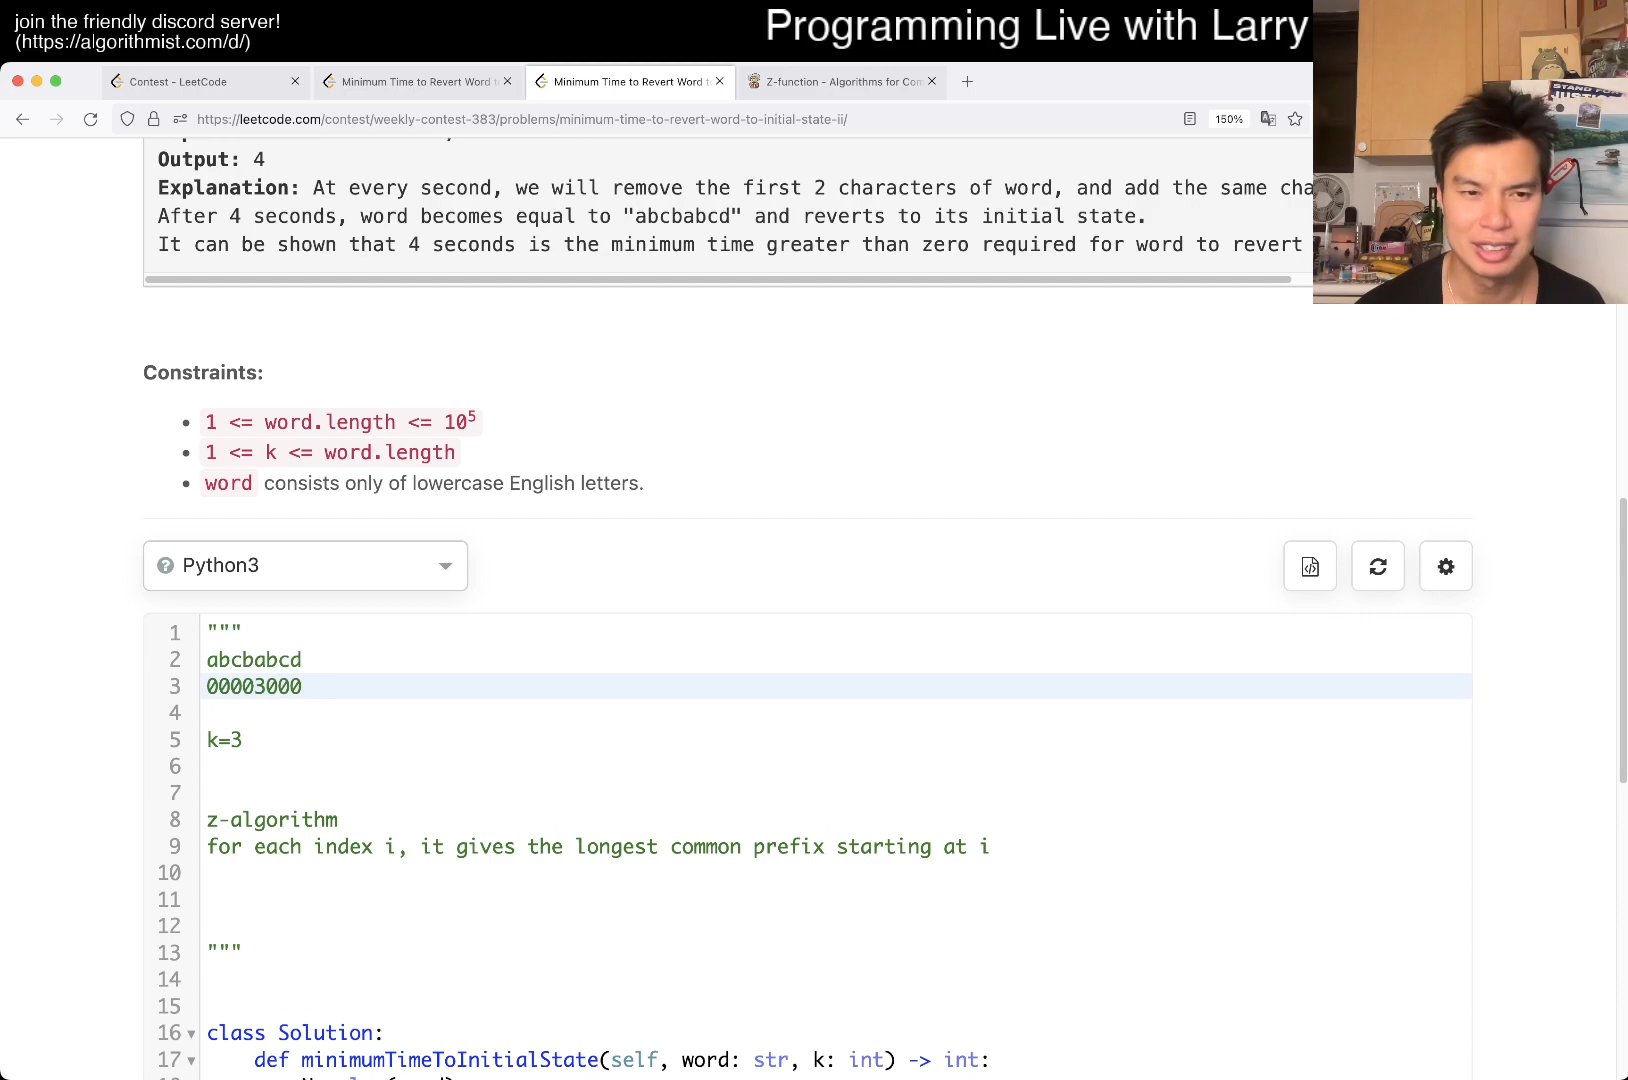 join the friendly discord server!
(https://algorithmist.com/d/)
Programming Live with Larry
Contest - LeetCode
Minimum Time to Revert Word t
Minimum Time to Revert Word t
Z-function - Algorithms for Com
https://leetcode.com/contest/weekly-contest-383/problems/minimum-time-to-revert-word-to-initial-state-ii/
150%
Output: 4
Explanation: At every second, we will remove the first 2 characters of word, and add the same cha
After 4 seconds, word becomes equal to "abcbabcd" and reverts to its initial state.
It can be shown that 4 seconds is the minimum time greater than zero required for word to revert
Constraints:
1 <= word.length <= 10⁵
1 <= k <= word.length
word consists only of lowercase English letters.
Python3
1 """
2 abcbabcd
3 00003000
4
5 k=3
6
7
8 z-algorithm
9 for each index i, it gives the longest common prefix starting at i
10
11
12
13 """
14
15
16 class Solution:
17 def minimumTimeToInitialState(self, word: str, k: int) -> int: